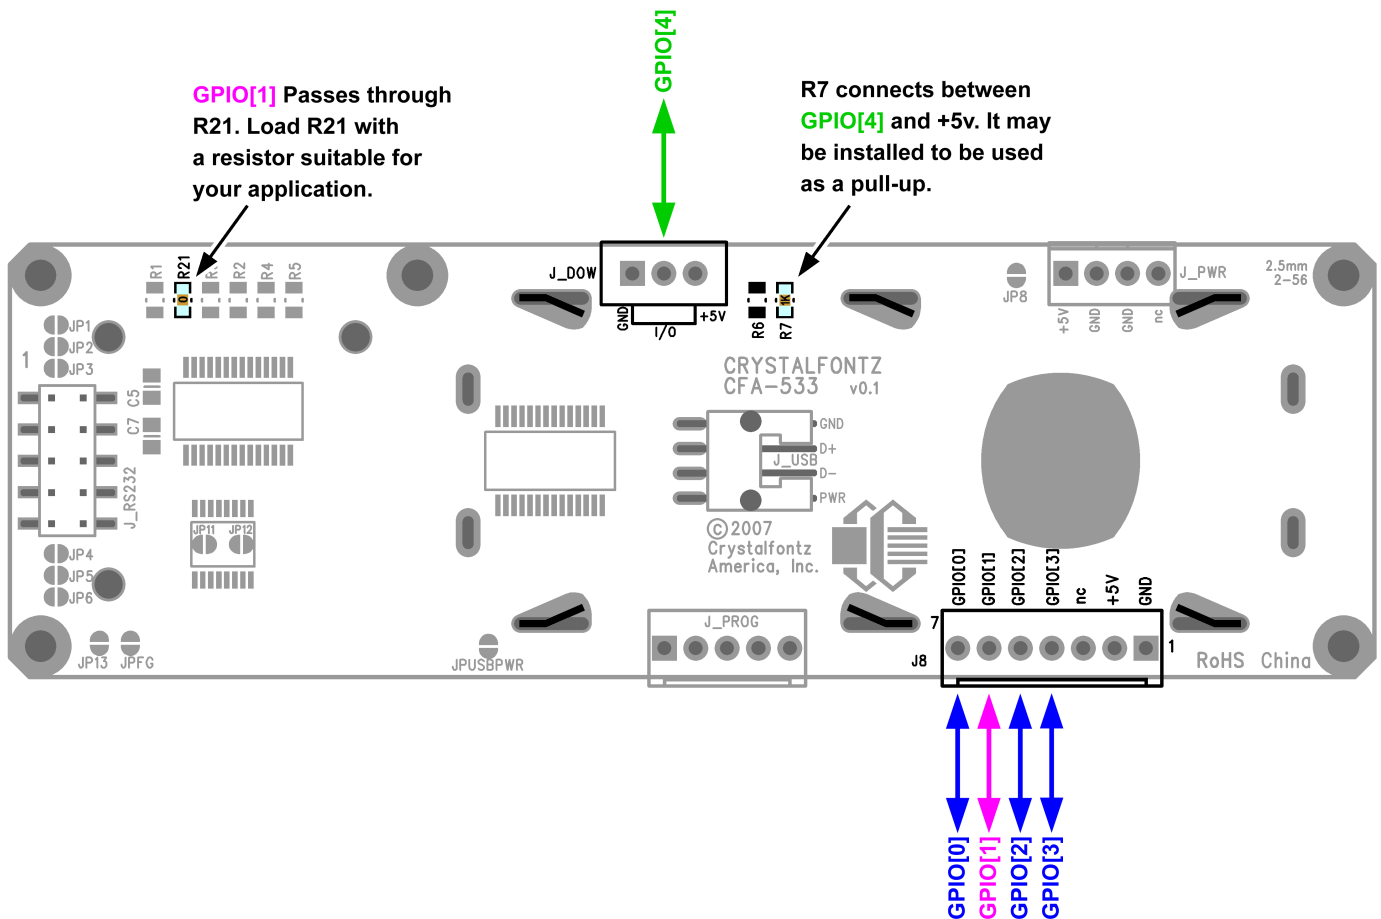 GPIO[4]
GPIO[1] Passes through
R21. Load R21 with
a resistor suitable for
your application.
R7 connects between
GPIO[4] and +5v. It may
be installed to be used
as a pull-up.
R1
R21
R2
R4
R5
0
J_DOW
GND
I/O
+5V
R6
R7
1K
JP8
J_PWR
+5V
GND
GND
nc
2.5mm
2-56
JP1
JP2
JP3
1
C5
C7
J_RS232
JP4
JP5
JP6
JP11
JP12
JP13
JPFG
CRYSTALFONTZ
CFA-533 v0.1
GND
D+
J_USB
D-
PWR
©2007
Crystalfontz
America, Inc.
JPUSBPWR
J_PROG
GPIO[0]
GPIO[1]
GPIO[2]
GPIO[3]
nc
+5V
GND
7
J8
1
RoHS China
GPIO[0]
GPIO[1]
GPIO[2]
GPIO[3]